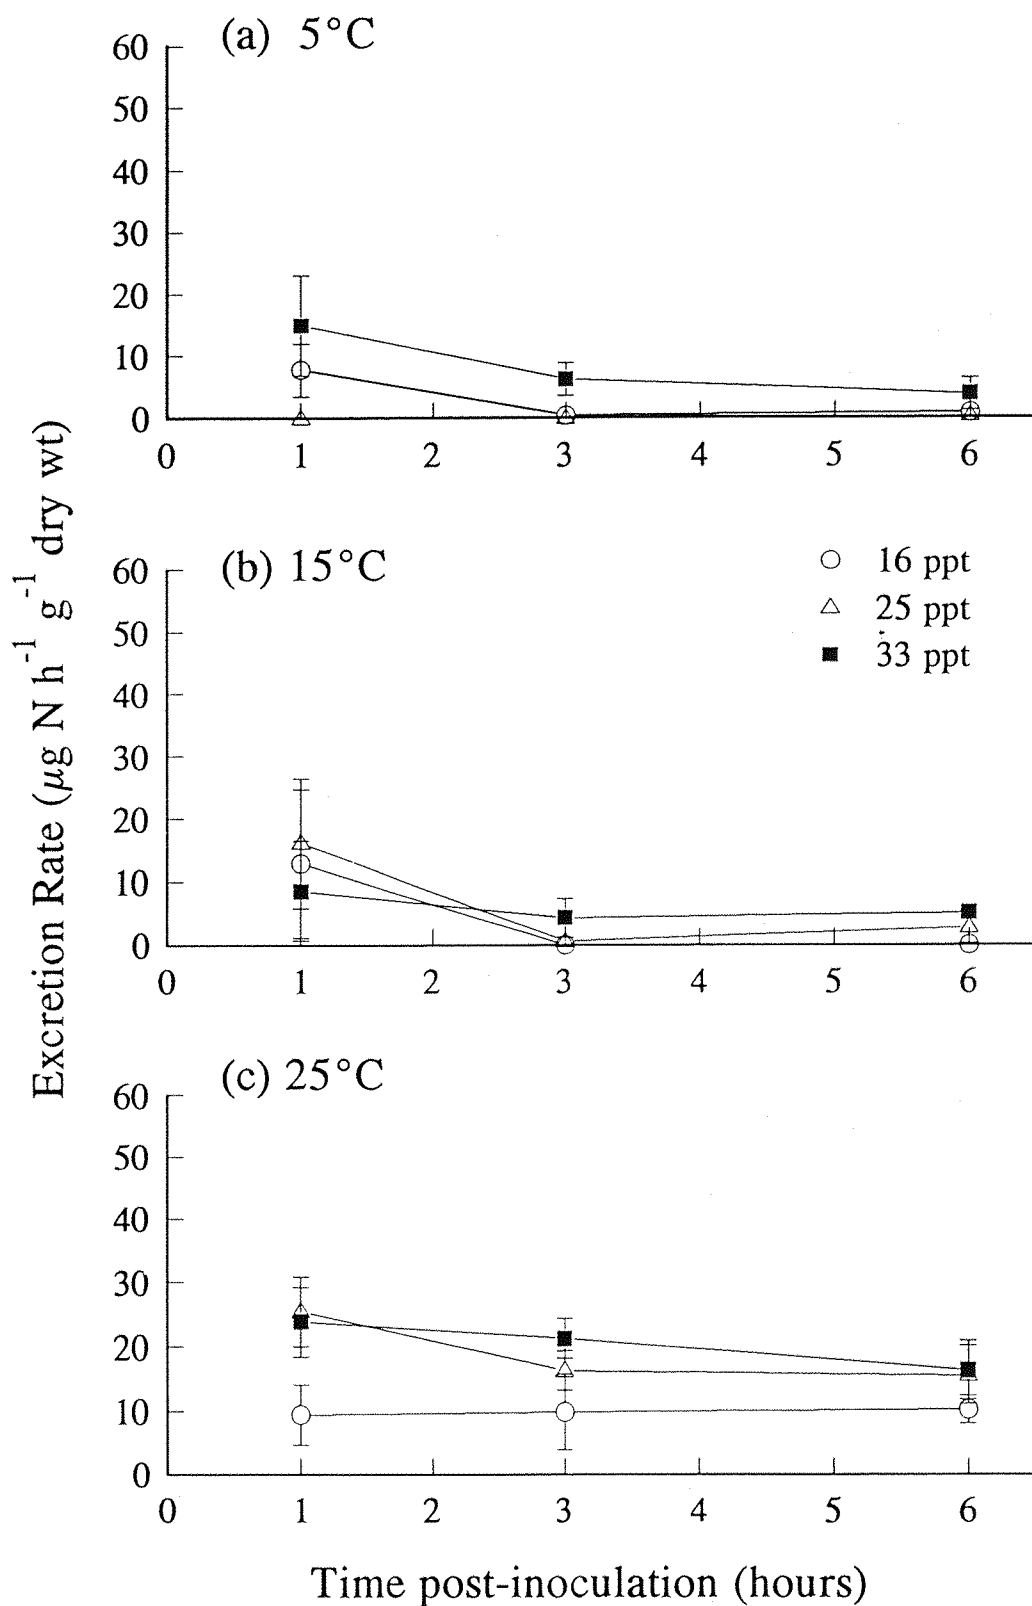 (a) 5°C
60
50
40
30
20
10
0
0 1 2 3 4 5 6
(b) 15°C
60
50
40
30
20
10
0
16 ppt
25 ppt
33 ppt
0 1 2 3 4 5 6
Excretion Rate (µg N h⁻¹ g⁻¹ dry wt)
(c) 25°C
60
50
40
30
20
10
0
0 1 2 3 4 5 6
Time post-inoculation (hours)